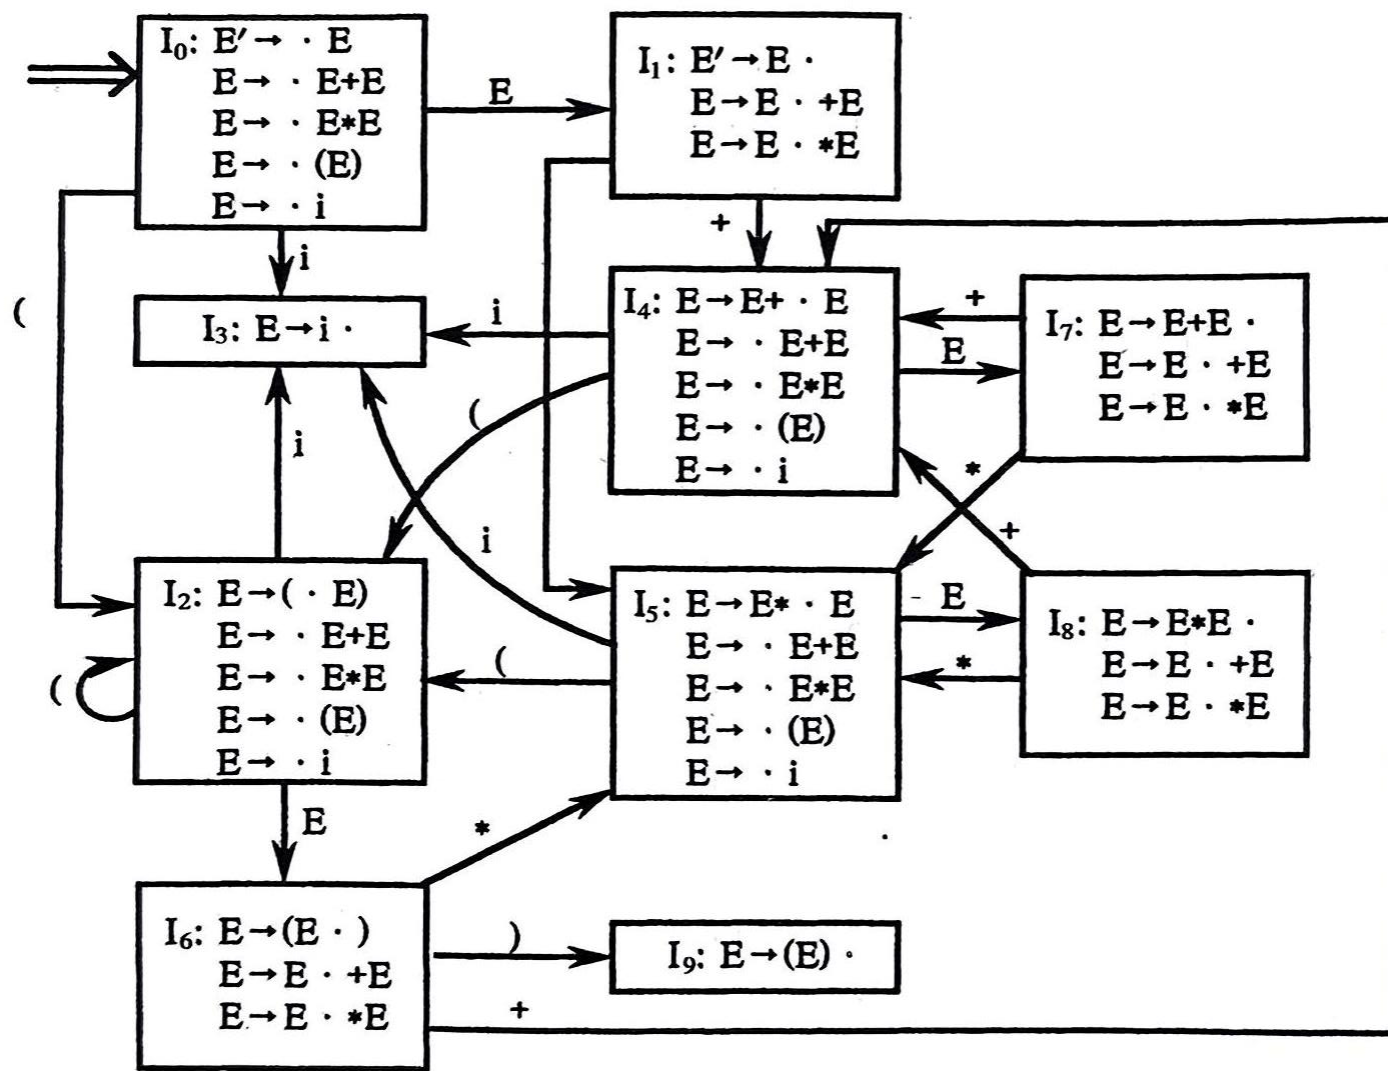 I₀: E′→ · E
E→ · E+E
E→ · E*E
E→ · (E)
E→ · i
E
I₁: E′→E ·
E→E · +E
E→E · *E
(
i
+
I₃: E→i ·
i
I₄: E→E+ · E
E→ · E+E
E→ · E*E
E→ · (E)
E→ · i
+
E
I₇: E→E+E ·
E→E · +E
E→E · *E
(
i
i
*
+
I₂: E→( · E)
E→ · E+E
E→ · E*E
E→ · (E)
E→ · i
(
(
I₅: E→E* · E
E→ · E+E
E→ · E*E
E→ · (E)
E→ · i
E
*
I₈: E→E*E ·
E→E · +E
E→E · *E
E
*
I₆: E→(E · )
E→E · +E
E→E · *E
)
I₉: E→(E) ·
+